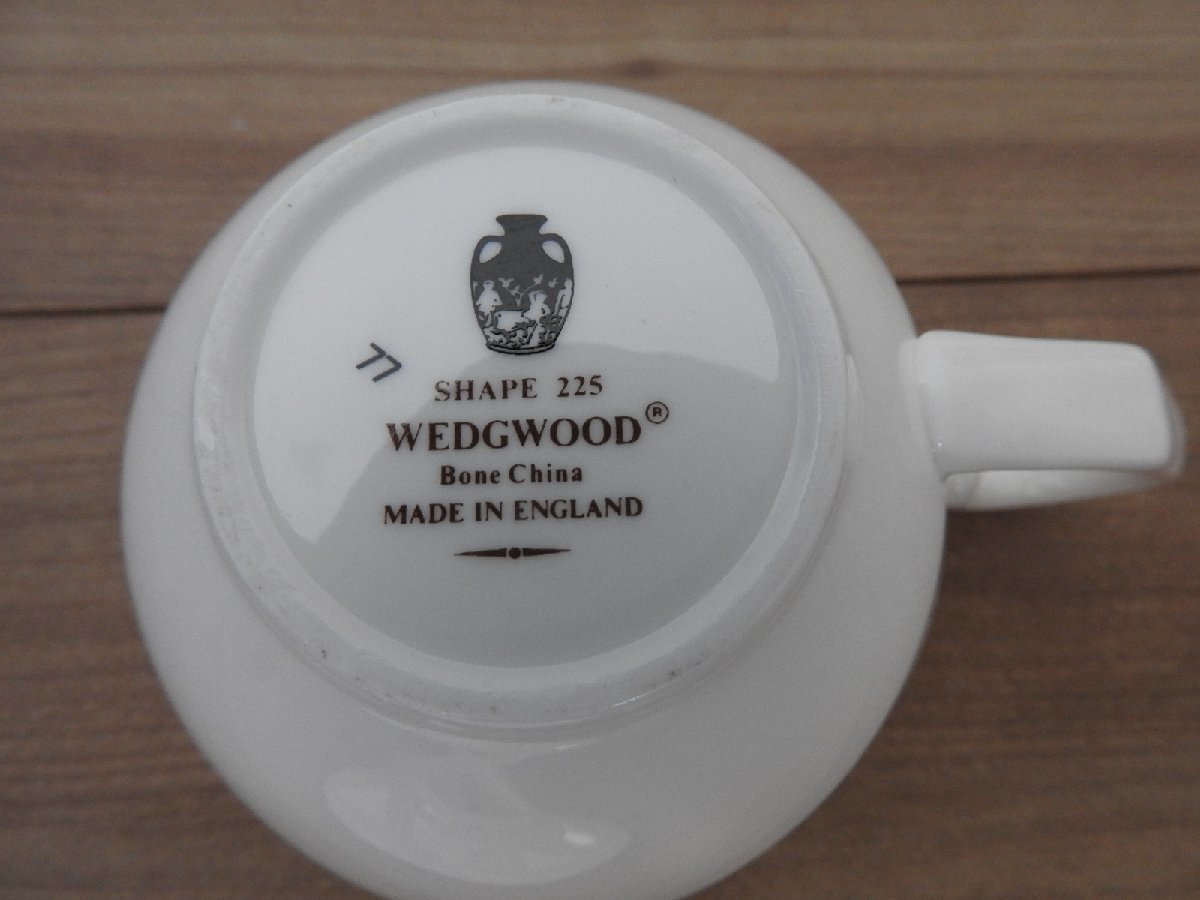 77
SHAPE 225
WEDGWOOD®
Bone China
MADE IN ENGLAND